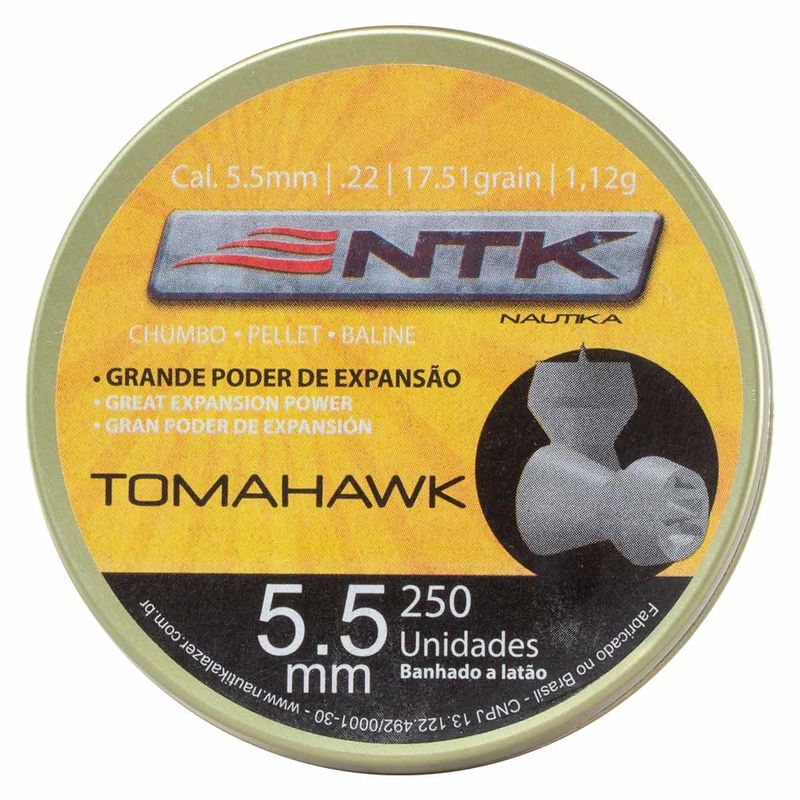 Cal. 5.5mm | .22 | 17.51grain | 1,12g
NTK
NAUTIKA
CHUMBO • PELLET • BALINE
• GRANDE PODER DE EXPANSÃO
• GREAT EXPANSION POWER
• GRAN PODER DE EXPANSIÓN
TOMAHAWK
5.5
mm
250
Unidades
Banhado a latão
Fabricado no Brasil - CNPJ 13.122.492/0001-30 - www.nautikalazer.com.br